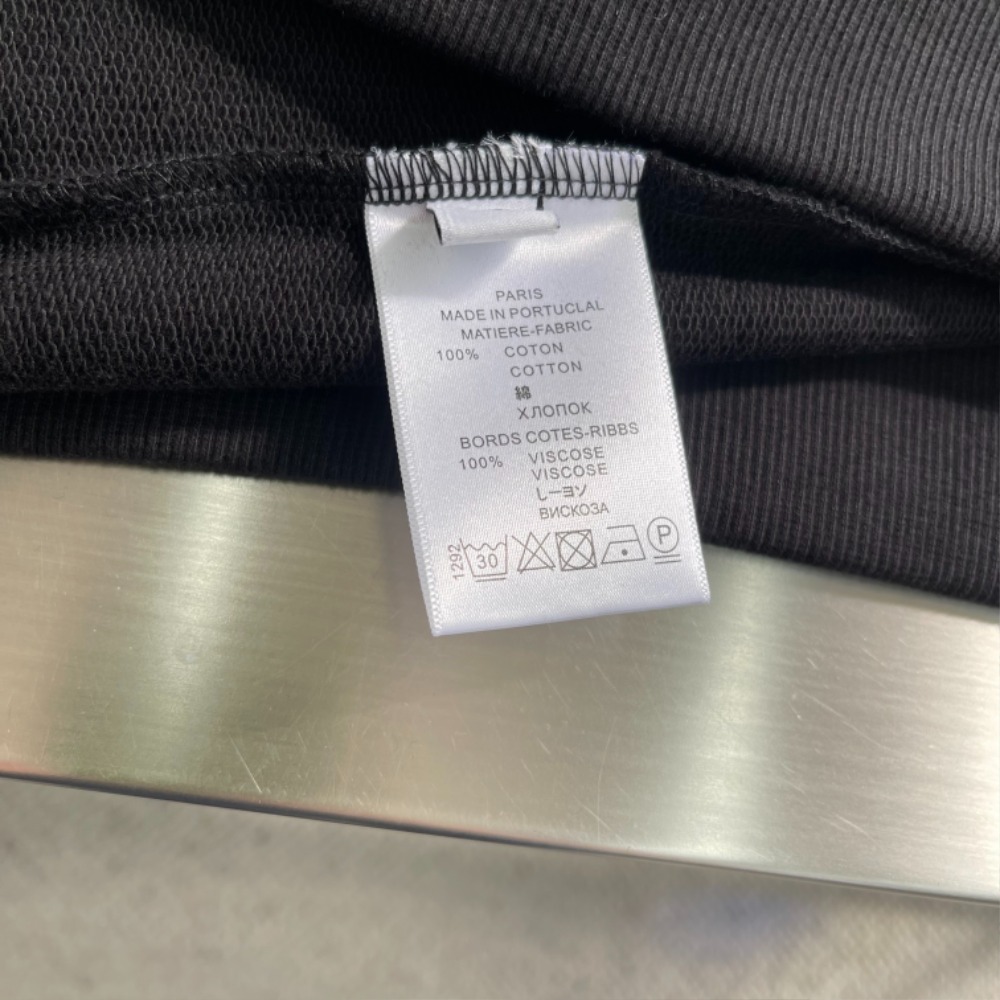 PARIS
MADE IN PORTUCLAL
MATIERE-FABRIC
100% COTON
COTTON
綿
ХЛОПОК
BORDS COTES-RIBBS
100% VISCOSE
VISCOSE
レーヨン
ВИСКОЗА
1292
30
P